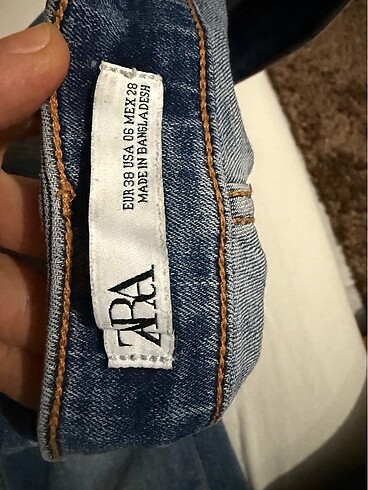 ZARA
EUR 38 USA 06 MEX 28
MADE IN BANGLADESH